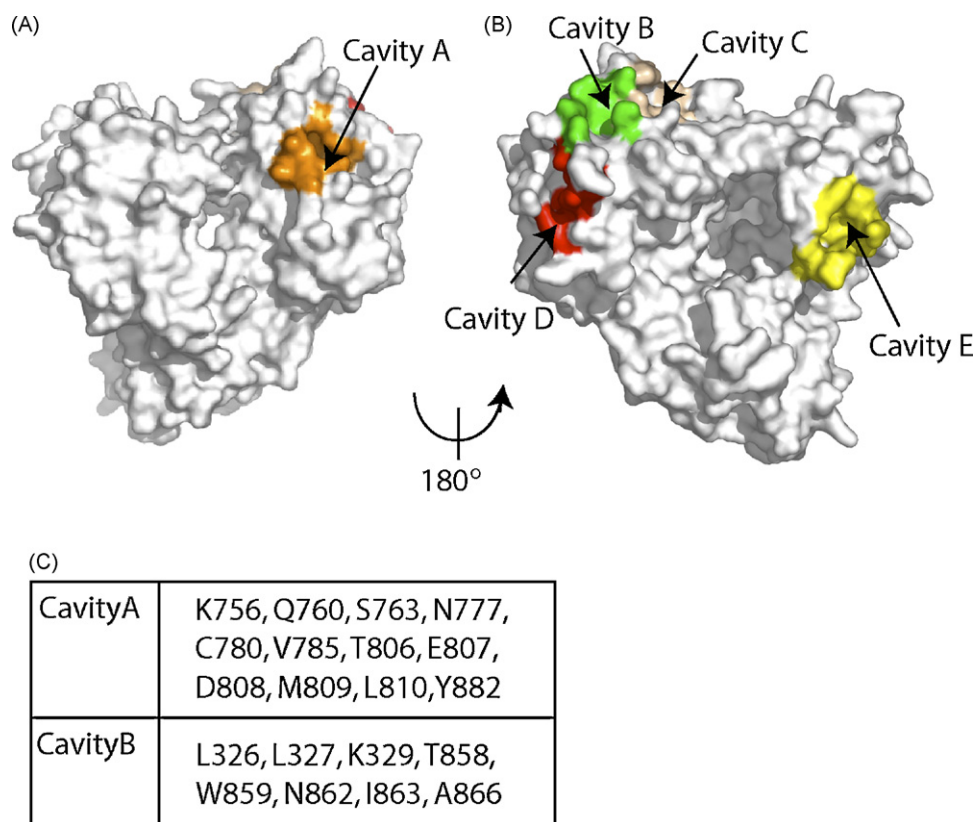 (A)
Cavity A
(B)
Cavity B
Cavity C
Cavity D
Cavity E
180°
(C)
CavityA
K756, Q760, S763, N777,
C780, V785, T806, E807,
D808, M809, L810, Y882
CavityB
L326, L327, K329, T858,
W859, N862, I863, A866